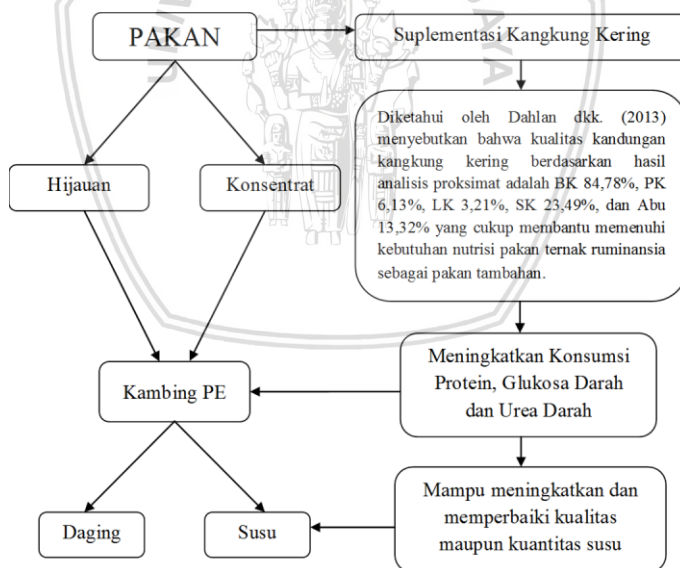 PAKAN
Suplementasi Kangkung Kering
Diketahui oleh Dahlan dkk. (2013)
menyebutkan bahwa kualitas kandungan
kangkung kering berdasarkan hasil
analisis proksimat adalah BK 84,78%, PK
6,13%, LK 3,21%, SK 23,49%, dan Abu
13,32% yang cukup membantu memenuhi
kebutuhan nutrisi pakan ternak ruminansia
sebagai pakan tambahan.
Hijauan
Konsentrat
Meningkatkan Konsumsi
Protein, Glukosa Darah
dan Urea Darah
Kambing PE
Mampu meningkatkan dan
memperbaiki kualitas
maupun kuantitas susu
Daging
Susu